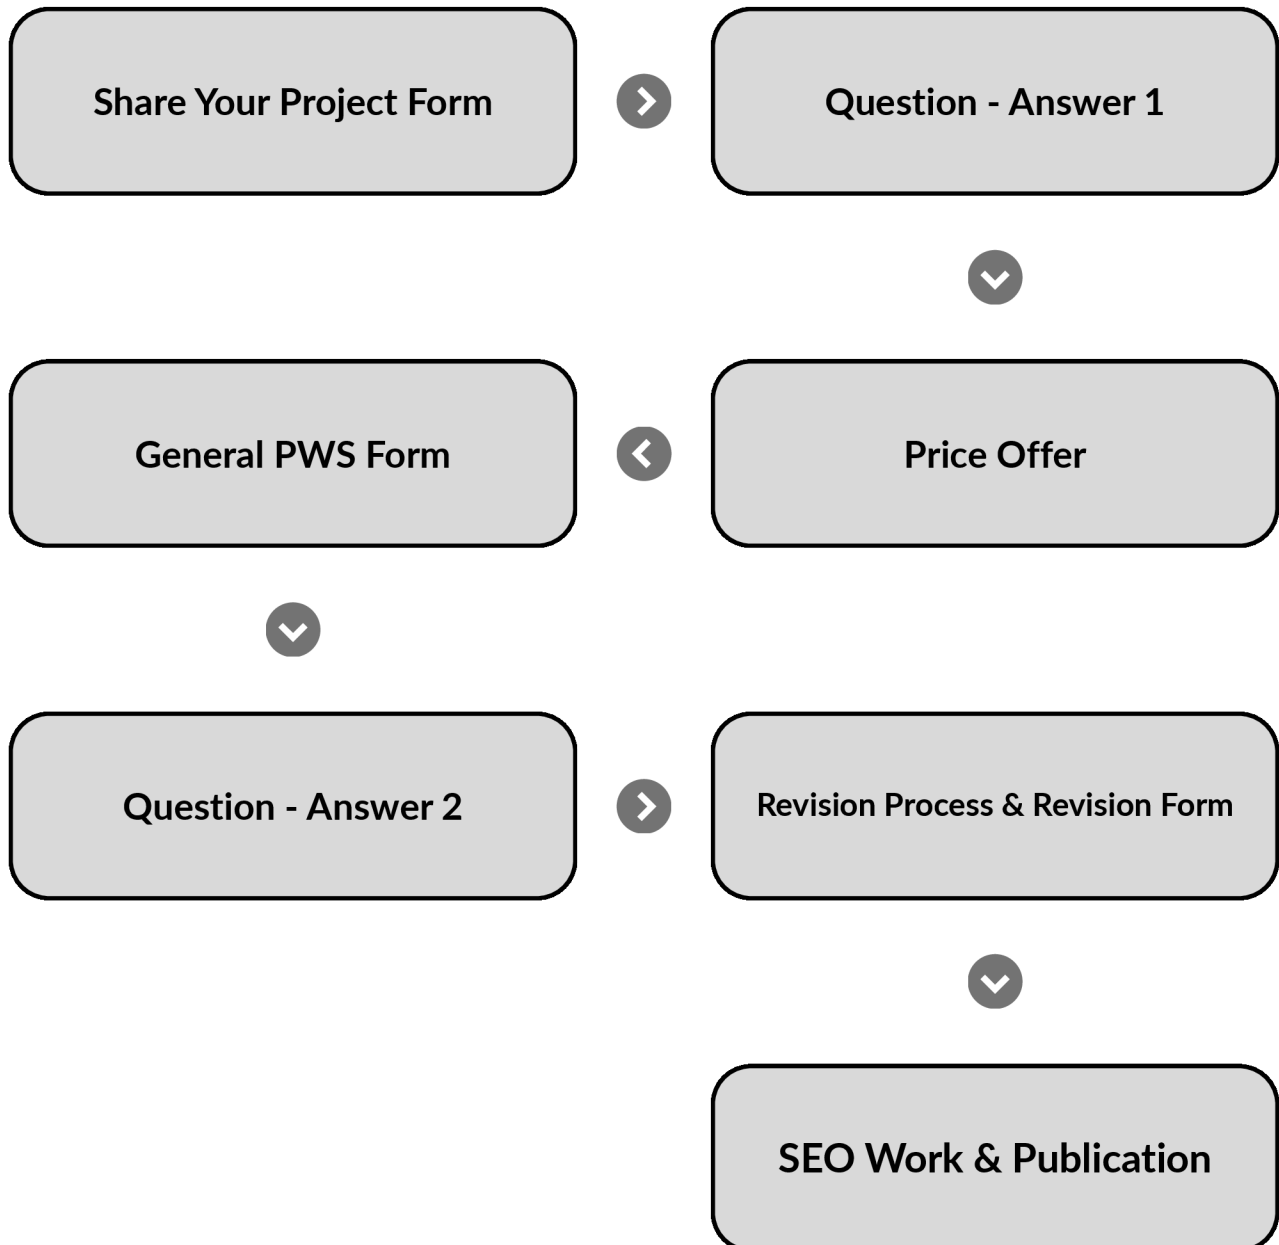 Share Your Project Form
Question - Answer 1
Price Offer
General PWS Form
Question - Answer 2
Revision Process & Revision Form
SEO Work & Publication